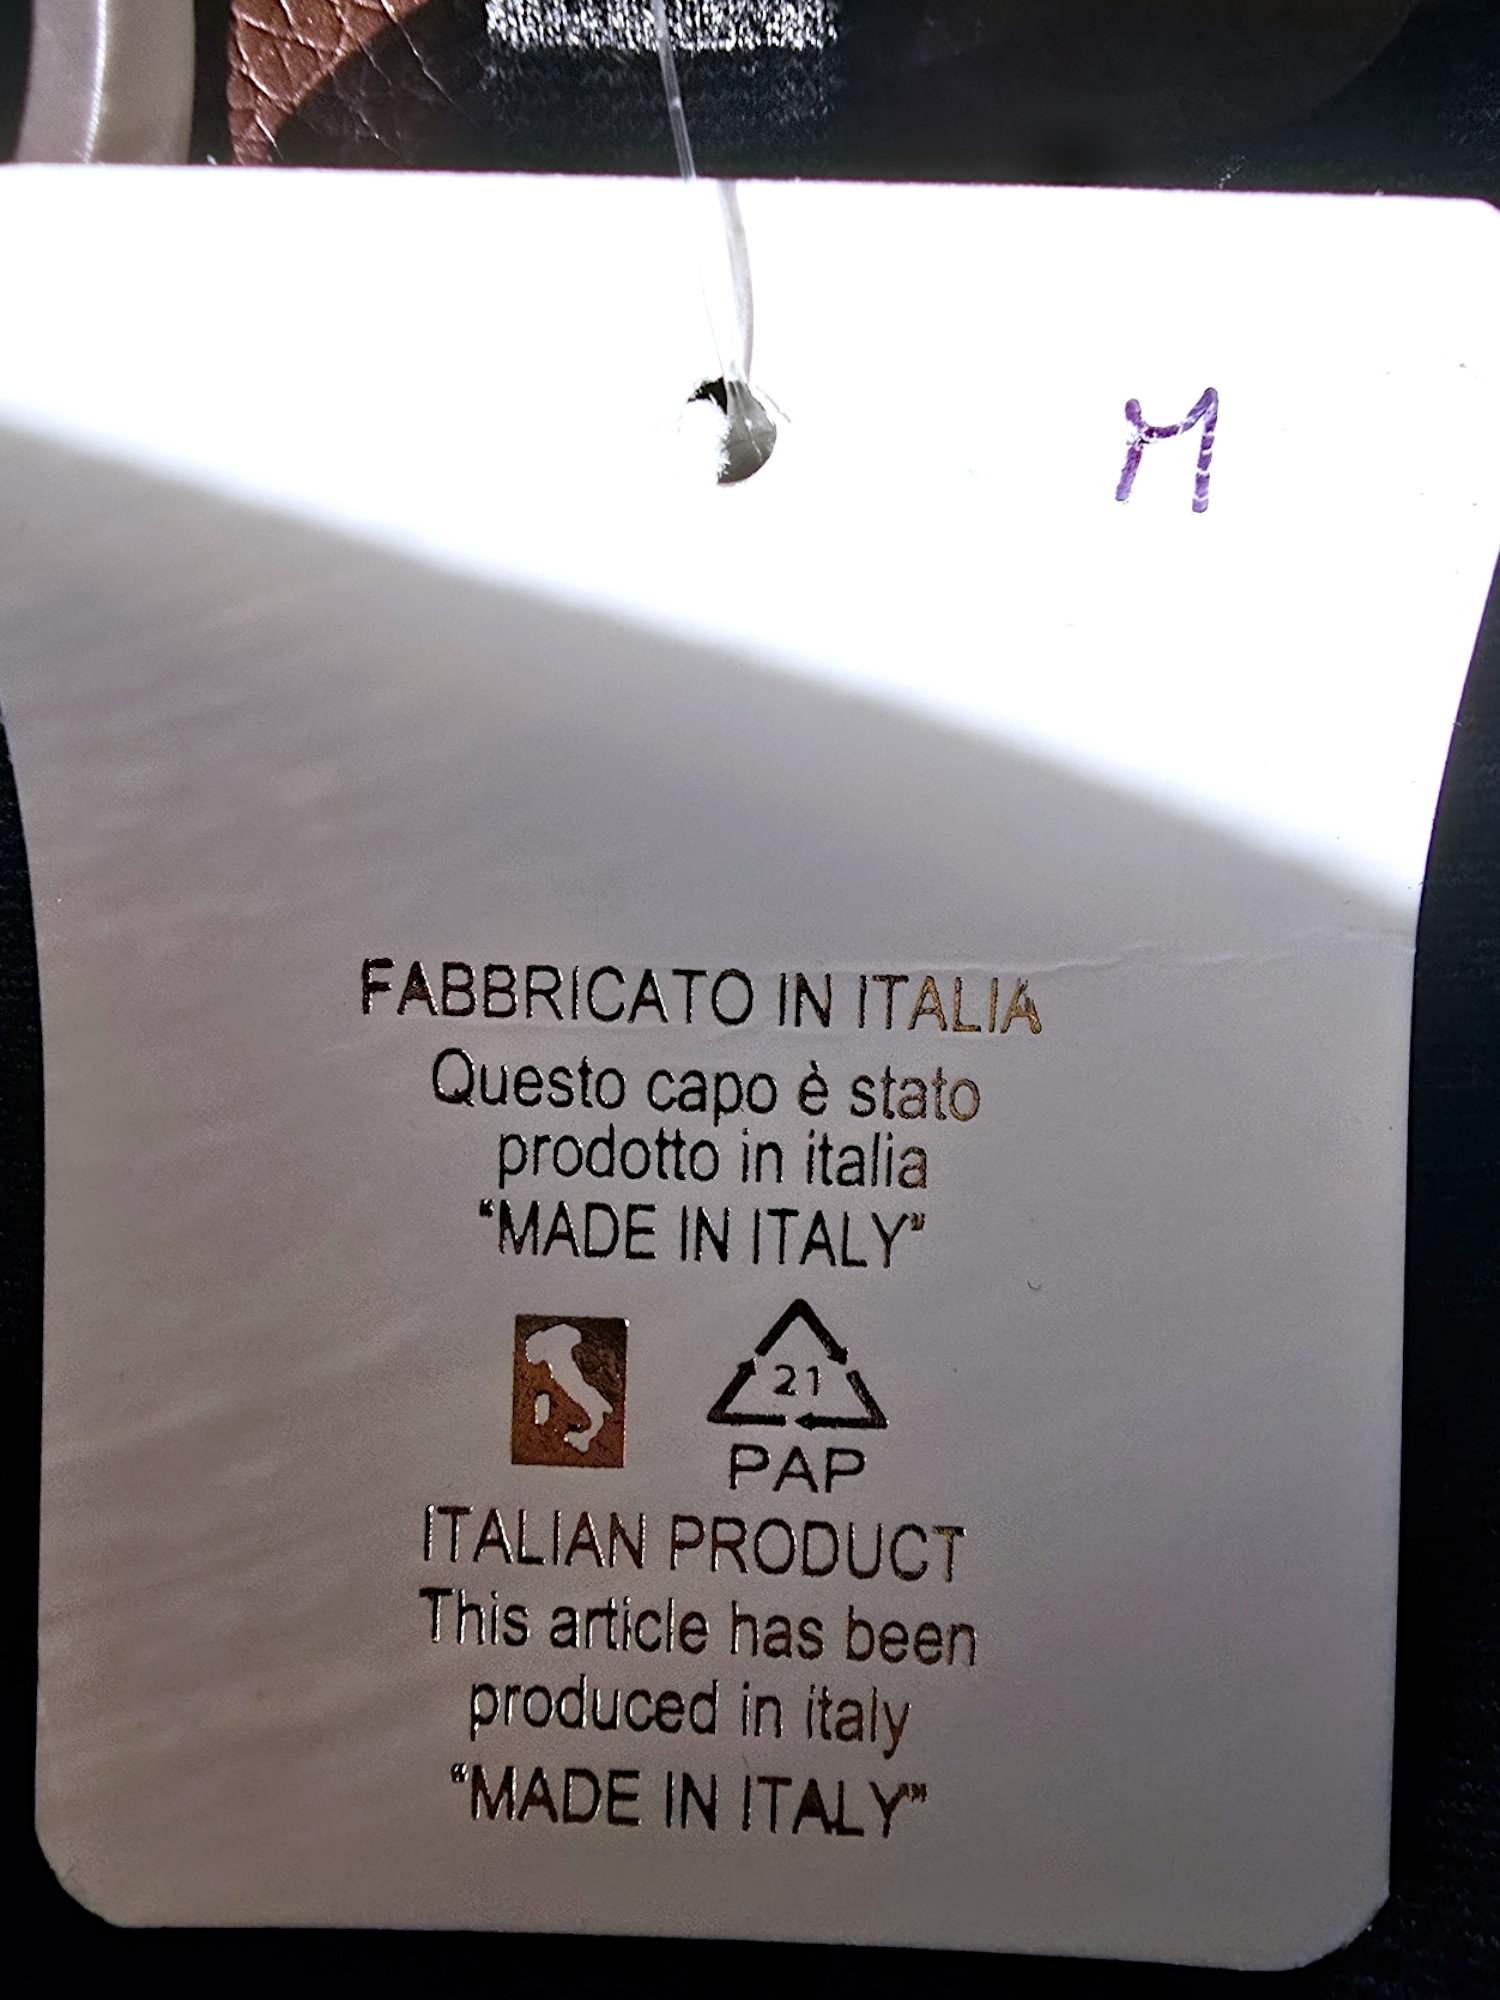 M
FABBRICATO IN ITALIA
Questo capo è stato
prodotto in italia
“MADE IN ITALY”
21
PAP
ITALIAN PRODUCT
This article has been
produced in italy
“MADE IN ITALY”